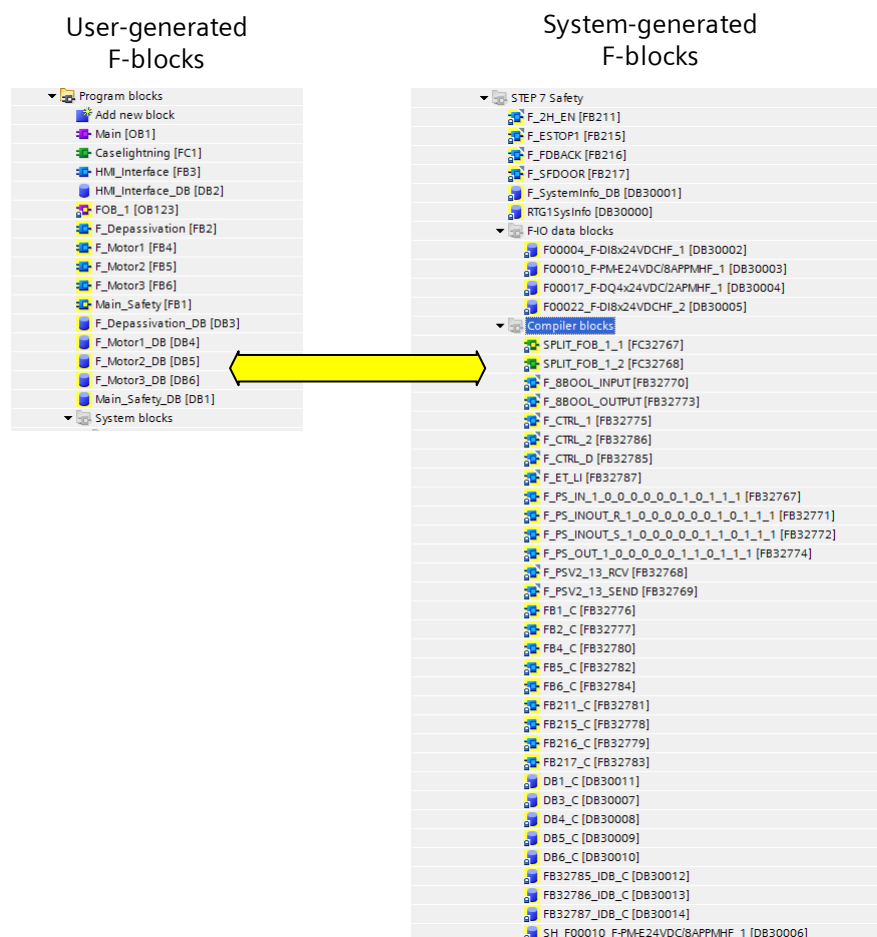 User-generated
F-blocks
Program blocks
Add new block
Main [OB1]
Caselightning [FC1]
HMI_Interface [FB3]
HMI_Interface_DB [DB2]
FOB_1 [OB123]
F_Depassivation [FB2]
F_Motor1 [FB4]
F_Motor2 [FB5]
F_Motor3 [FB6]
Main_Safety [FB1]
F_Depassivation_DB [DB3]
F_Motor1_DB [DB4]
F_Motor2_DB [DB5]
F_Motor3_DB [DB6]
Main_Safety_DB [DB1]
System blocks
System-generated
F-blocks
STEP 7 Safety
F_2H_EN [FB211]
F_ESTOP1 [FB215]
F_FDBACK [FB216]
F_SFDOOR [FB217]
F_SystemInfo_DB [DB30001]
RTG1SysInfo [DB30000]
F-IO data blocks
F00004_F-DI8x24VDCHF_1 [DB30002]
F00010_F-PM-E24VDC/8APPMHF_1 [DB30003]
F00017_F-DQ4x24VDC/2APMHF_1 [DB30004]
F00022_F-DI8x24VDCHF_2 [DB30005]
Compiler blocks
SPLIT_FOB_1_1 [FC32767]
SPLIT_FOB_1_2 [FC32768]
F_8BOOL_INPUT [FB32770]
F_8BOOL_OUTPUT [FB32773]
F_CTRL_1 [FB32775]
F_CTRL_2 [FB32786]
F_CTRL_D [FB32785]
F_ET_LI [FB32787]
F_PS_IN_1_0_0_0_0_0_0_1_0_1_1_1 [FB32767]
F_PS_INOUT_R_1_0_0_0_0_0_0_1_0_1_1_1 [FB32771]
F_PS_INOUT_S_1_0_0_0_0_0_1_1_0_1_1_1 [FB32772]
F_PS_OUT_1_0_0_0_0_0_1_1_0_1_1_1 [FB32774]
F_PSV2_13_RCV [FB32768]
F_PSV2_13_SEND [FB32769]
FB1_C [FB32776]
FB2_C [FB32777]
FB4_C [FB32780]
FB5_C [FB32782]
FB6_C [FB32784]
FB211_C [FB32781]
FB215_C [FB32778]
FB216_C [FB32779]
FB217_C [FB32783]
DB1_C [DB30011]
DB3_C [DB30007]
DB4_C [DB30008]
DB5_C [DB30009]
DB6_C [DB30010]
FB32785_IDB_C [DB30012]
FB32786_IDB_C [DB30013]
FB32787_IDB_C [DB30014]
SH_F00010_F-PM-E24VDC/8APPMHF_1 [DB30006]